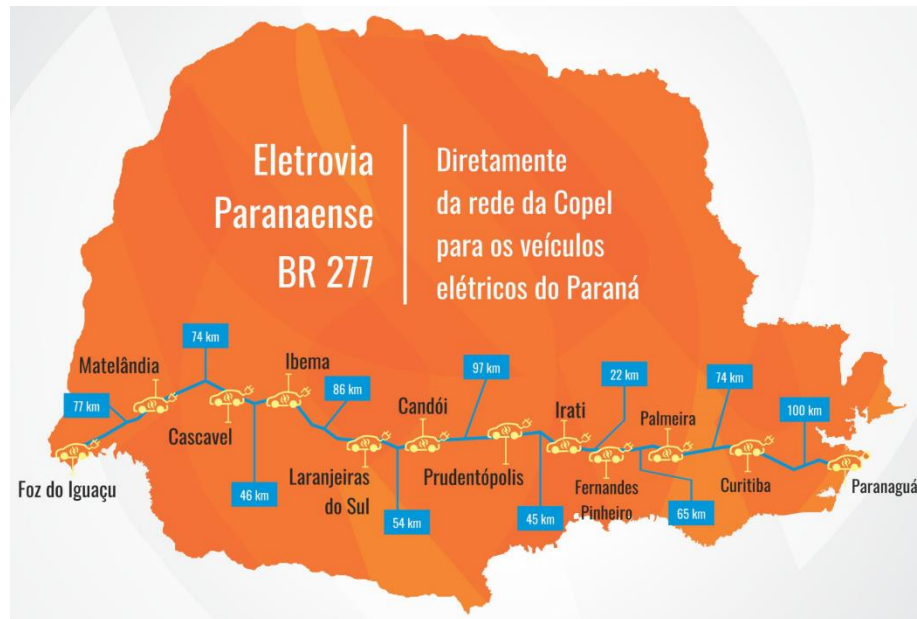 Eletrovia
Paranaense
BR 277
Diretamente
da rede da Copel
para os veículos
elétricos do Paraná
Foz do Iguaçu
77 km
Matelândia
74 km
Cascavel
46 km
Ibema
86 km
Laranjeiras
do Sul
54 km
Candói
97 km
Prudentópolis
45 km
Irati
22 km
Fernandes
Pinheiro
65 km
Palmeira
74 km
Curitiba
100 km
Paranaguá